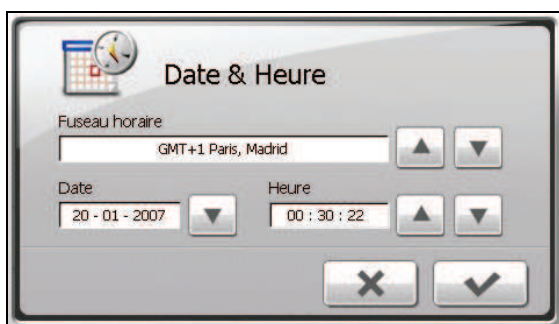 Date & Heure
Fuseau horaire
GMT+1 Paris, Madrid
Date Heure
20 - 01 - 2007 00 : 30 : 22